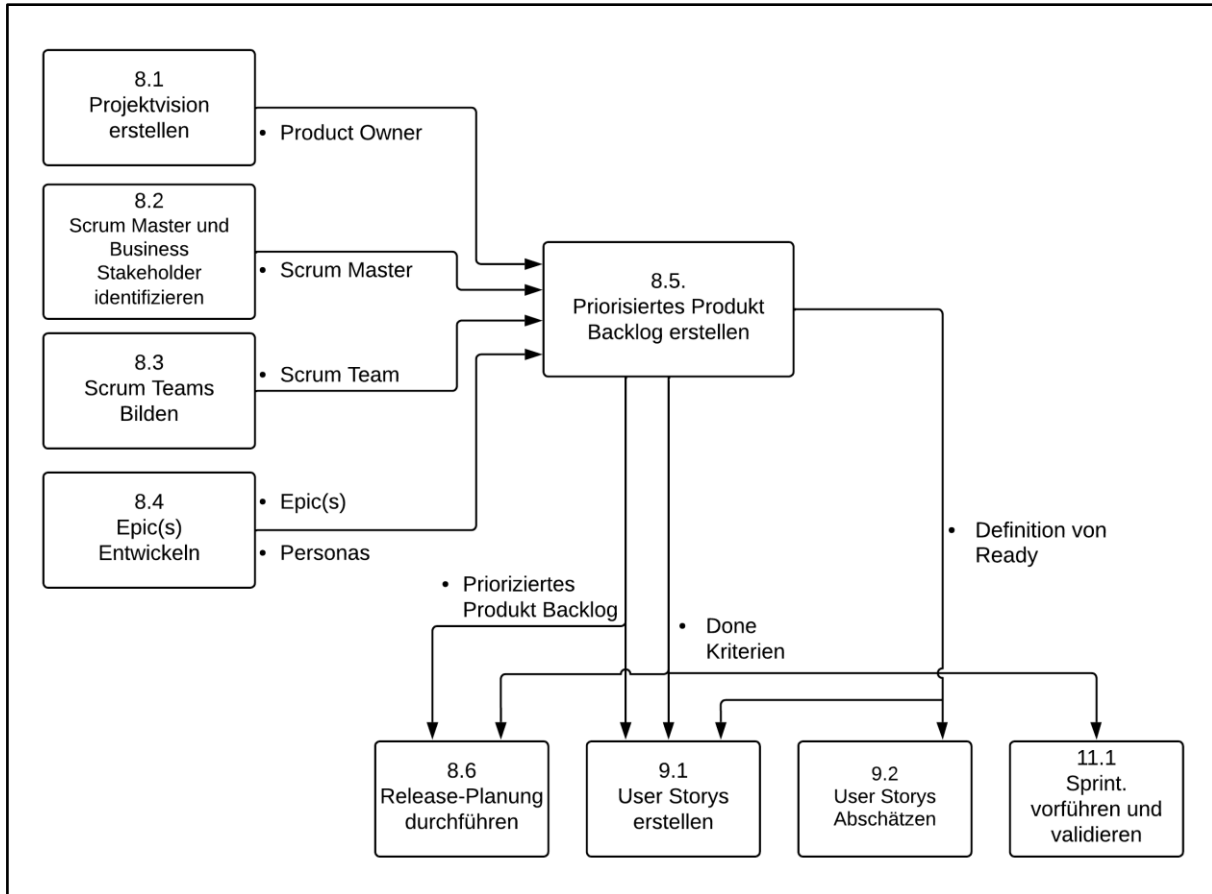 8.1
Projektvision
erstellen
• Product Owner
8.2
Scrum Master und
Business
Stakeholder
identifizieren
• Scrum Master
8.3
Scrum Teams
Bilden
• Scrum Team
8.4
Epic(s)
Entwickeln
• Epic(s)
• Personas
8.5.
Priorisiertes Produkt
Backlog erstellen
• Prioriziertes
Produkt Backlog
• Done
Kriterien
• Definition von
Ready
8.6
Release-Planung
durchführen
9.1
User Storys
erstellen
9.2
User Storys
Abschätzen
11.1
Sprint.
vorführen und
validieren